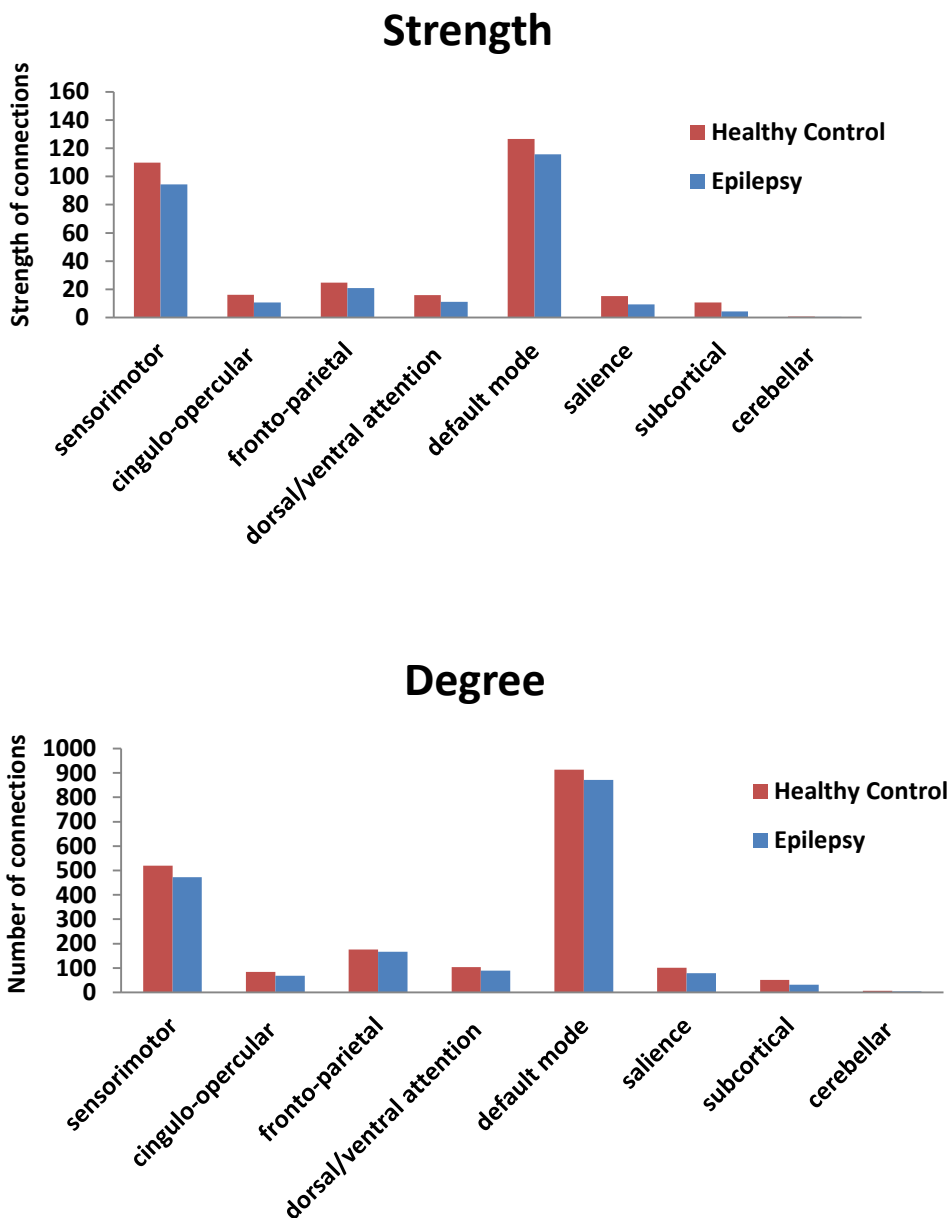 Strength
Strength of connections
160
140
120
100
80
60
40
20
0
Healthy Control
Epilepsy
sensorimotor
cingulo-opercular
fronto-parietal
dorsal/ventral attention
default mode
salience
subcortical
cerebellar
Degree
Number of connections
1000
900
800
700
600
500
400
300
200
100
0
Healthy Control
Epilepsy
sensorimotor
cingulo-opercular
fronto-parietal
dorsal/ventral attention
default mode
salience
subcortical
cerebellar